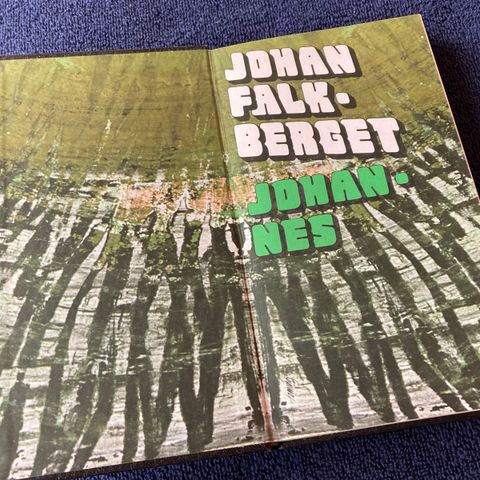 JOHAN
FALK-
BERGET
JOHAN-
NES